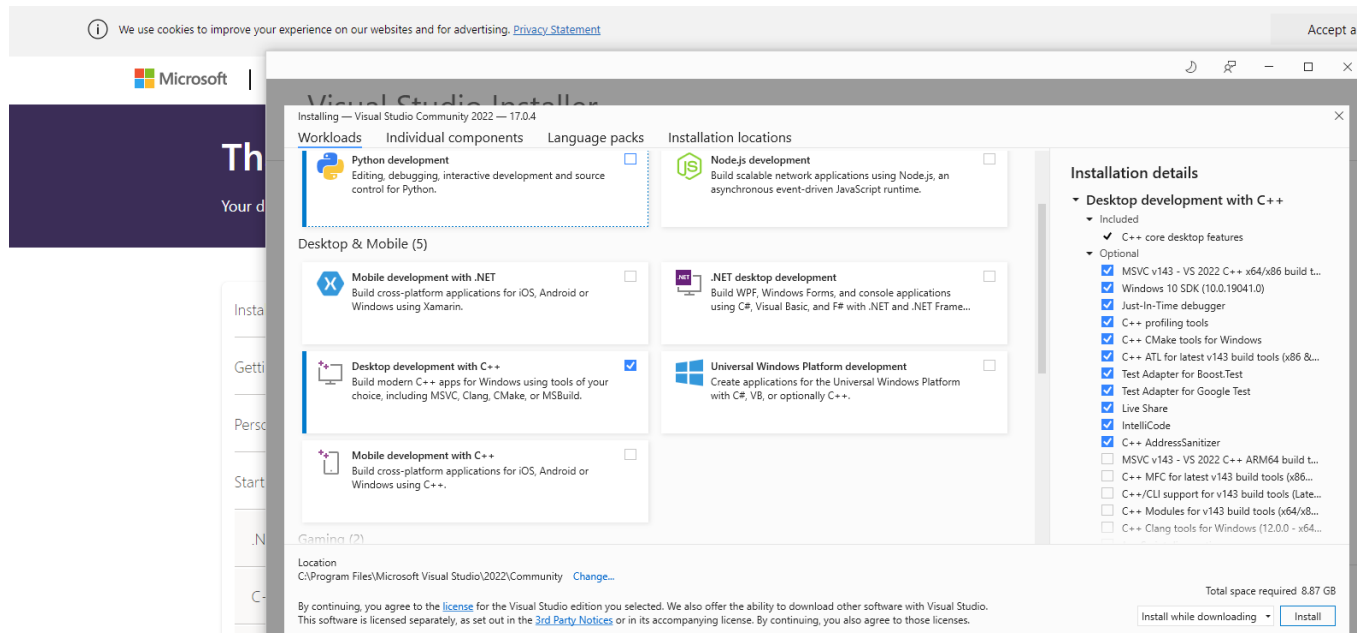 We use cookies to improve your experience on our websites and for advertising. Privacy Statement
Accept a
Microsoft
Visual Studio Installer
Th
Your d
Insta
Getti
Perso
Start
.N
C-
Installing — Visual Studio Community 2022 — 17.0.4
Workloads Individual components Language packs Installation locations
Python development
Editing, debugging, interactive development and source
control for Python.
Node.js development
Build scalable network applications using Node.js, an
asynchronous event-driven JavaScript runtime.
Desktop & Mobile (5)
Mobile development with .NET
Build cross-platform applications for iOS, Android or
Windows using Xamarin.
.NET desktop development
Build WPF, Windows Forms, and console applications
using C#, Visual Basic, and F# with .NET and .NET Frame...
Desktop development with C++
Build modern C++ apps for Windows using tools of your
choice, including MSVC, Clang, CMake, or MSBuild.
Universal Windows Platform development
Create applications for the Universal Windows Platform
with C#, VB, or optionally C++.
Mobile development with C++
Build cross-platform applications for iOS, Android or
Windows using C++.
Gaming (2)
Installation details
Desktop development with C++
Included
C++ core desktop features
Optional
MSVC v143 - VS 2022 C++ x64/x86 build t...
Windows 10 SDK (10.0.19041.0)
Just-In-Time debugger
C++ profiling tools
C++ CMake tools for Windows
C++ ATL for latest v143 build tools (x86 &...
Test Adapter for Boost.Test
Test Adapter for Google Test
Live Share
IntelliCode
C++ AddressSanitizer
MSVC v143 - VS 2022 C++ ARM64 build t...
C++ MFC for latest v143 build tools (x86...
C++/CLI support for v143 build tools (Late...
C++ Modules for v143 build tools (x64/x8...
C++ Clang tools for Windows (12.0.0 - x64...
Location
C:\Program Files\Microsoft Visual Studio\2022\Community Change...
Total space required 8.87 GB
By continuing, you agree to the license for the Visual Studio edition you selected. We also offer the ability to download other software with Visual Studio.
This software is licensed separately, as set out in the 3rd Party Notices or in its accompanying license. By continuing, you also agree to those licenses.
Install while downloading Install